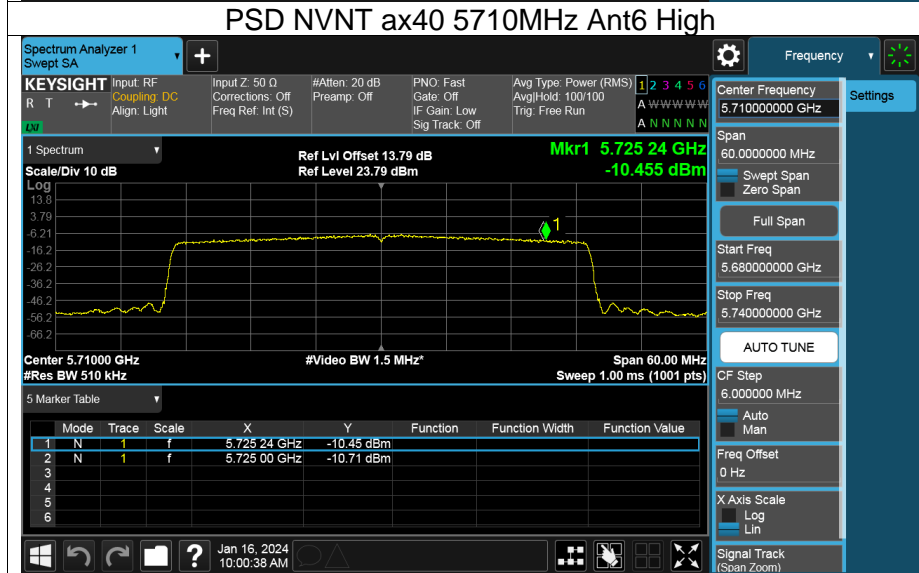 PSD NVNT ax40 5710MHz Ant6 High
Spectrum Analyzer 1
Swept SA
+
Frequency
Settings
KEYSIGHT
R T
LXI
Input: RF
Coupling: DC
Align: Light
Input Z: 50 Ω
Corrections: Off
Freq Ref: Int (S)
#Atten: 20 dB
Preamp: Off
PNO: Fast
Gate: Off
IF Gain: Low
Sig Track: Off
Avg Type: Power (RMS)
Avg|Hold: 100/100
Trig: Free Run
1 2 3 4 5 6
A W W W W W
A N N N N N
1 Spectrum
Scale/Div 10 dB
Ref Lvl Offset 13.79 dB
Ref Level 23.79 dBm
Mkr1 5.725 24 GHz
-10.455 dBm
Log
13.8
3.79
-6.21
-16.2
-26.2
-36.2
-46.2
-56.2
-66.2
1
Center 5.71000 GHz
#Res BW 510 kHz
#Video BW 1.5 MHz*
Span 60.00 MHz
Sweep 1.00 ms (1001 pts)
5 Marker Table
Mode Trace Scale X Y Function Function Width Function Value
1 N 1 f 5.725 24 GHz -10.45 dBm
2 N 1 f 5.725 00 GHz -10.71 dBm
3
4
5
6
?
Jan 16, 2024
10:00:38 AM
Center Frequency
5.710000000 GHz
Span
60.0000000 MHz
Swept Span
Zero Span
Full Span
Start Freq
5.680000000 GHz
Stop Freq
5.740000000 GHz
AUTO TUNE
CF Step
6.000000 MHz
Auto
Man
Freq Offset
0 Hz
X Axis Scale
Log
Lin
Signal Track
(Span Zoom)